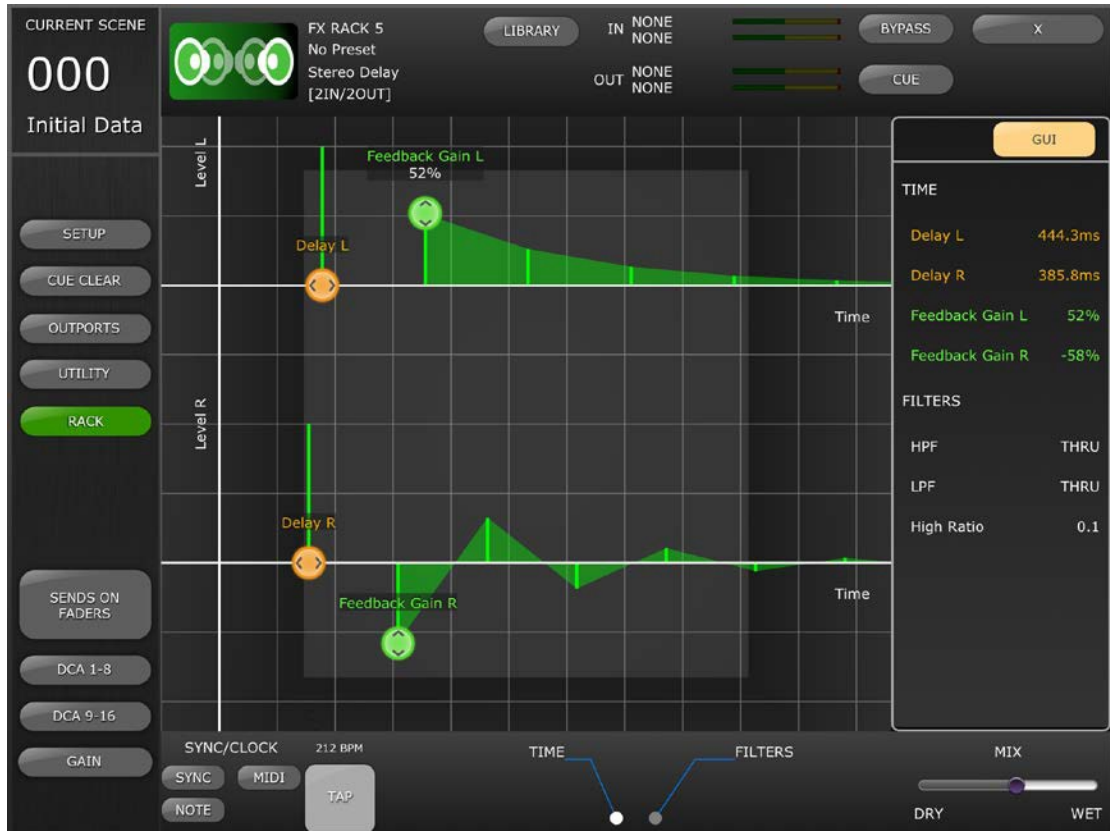 CURRENT SCENE
000
Initial Data
SETUP
CUE CLEAR
OUTPORTS
UTILITY
RACK
SENDS ON
FADERS
DCA 1-8
DCA 9-16
GAIN
FX RACK 5
No Preset
Stereo Delay
[2IN/2OUT]
LIBRARY
IN NONE
NONE
OUT NONE
NONE
BYPASS
CUE
X
Level L
Feedback Gain L
52%
Delay L
Time
Level R
Delay R
Feedback Gain R
Time
GUI
TIME
Delay L 444.3ms
Delay R 385.8ms
Feedback Gain L 52%
Feedback Gain R -58%
FILTERS
HPF THRU
LPF THRU
High Ratio 0.1
SYNC/CLOCK 212 BPM
SYNC MIDI
NOTE
TAP
TIME FILTERS
MIX
DRY WET